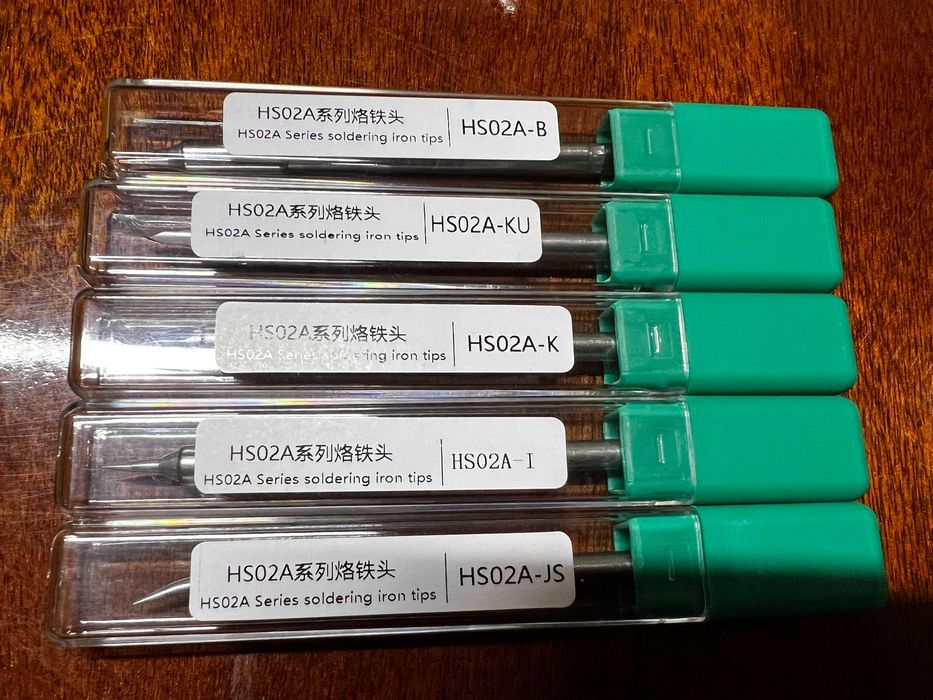 HS02A系列烙铁头
HS02A Series soldering iron tips
HS02A-B
HS02A系列烙铁头
HS02A Series soldering iron tips
HS02A-KU
HS02A系列烙铁头
HS02A Series soldering iron tips
HS02A-K
HS02A系列烙铁头
HS02A Series soldering iron tips
HS02A-I
HS02A系列烙铁头
HS02A Series soldering iron tips
HS02A-JS